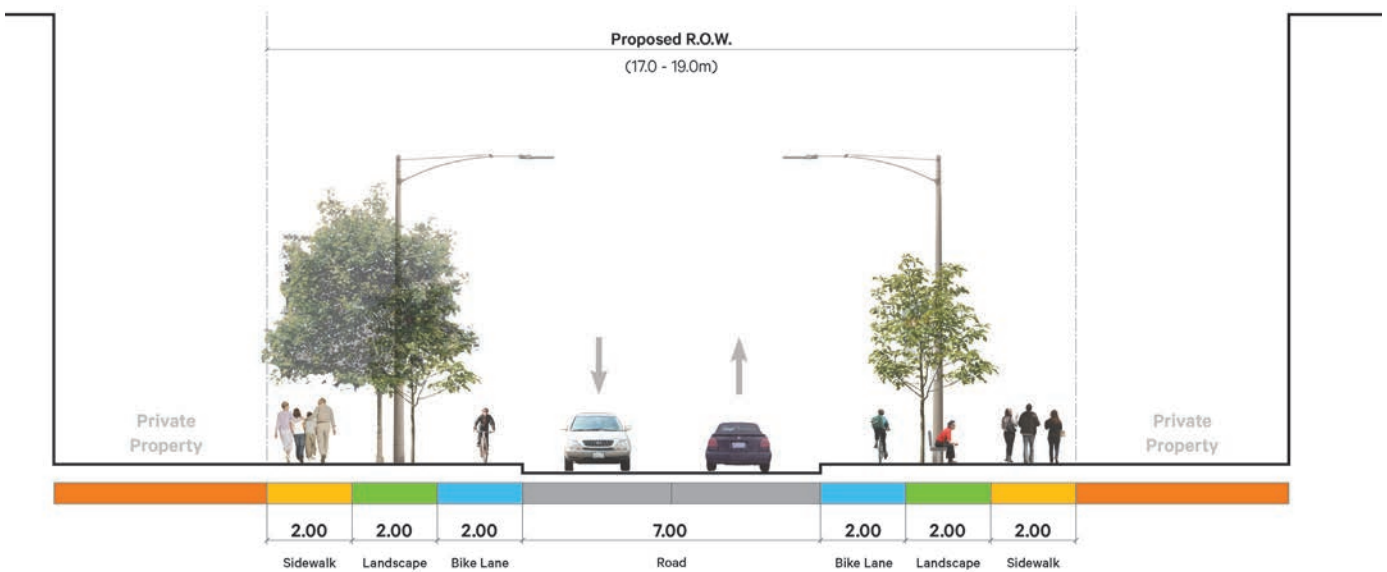 Proposed R.O.W.
(17.0 - 19.0m)
Private
Property
Private
Property
2.00 2.00 2.00 7.00 2.00 2.00 2.00
Sidewalk Landscape Bike Lane Road Bike Lane Landscape Sidewalk